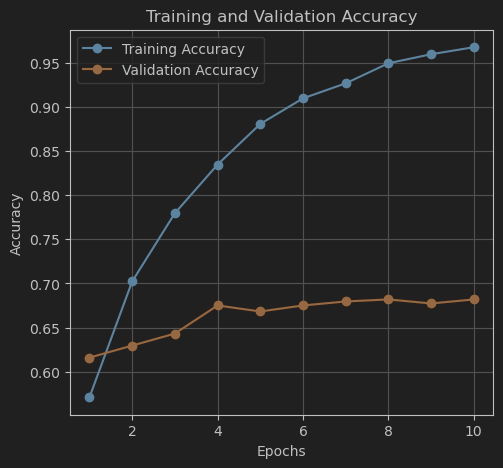 Training and Validation Accuracy
Training Accuracy
Validation Accuracy
0.95
0.90
0.85
0.80
0.75
0.70
0.65
0.60
Accuracy
2
4
6
8
10
Epochs